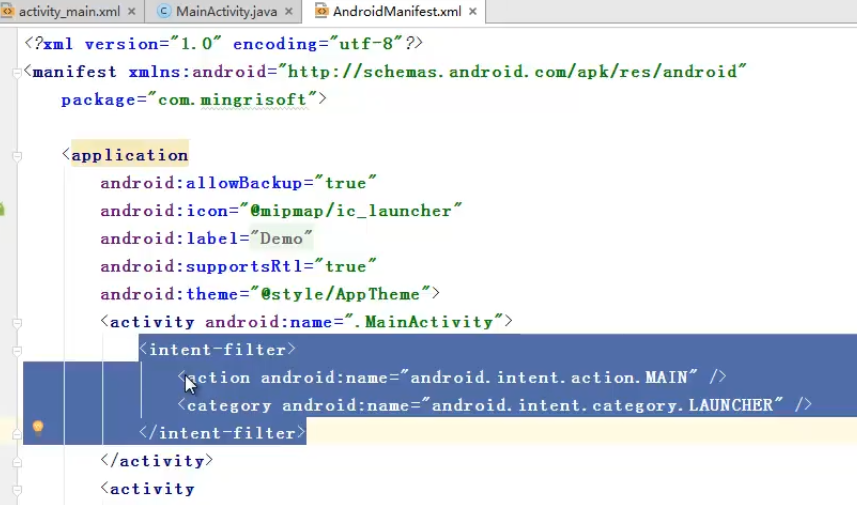 activity_main.xml MainActivity.java AndroidManifest.xml
<?xml version="1.0" encoding="utf-8"?>
<manifest xmlns:android="http://schemas.android.com/apk/res/android"
package="com.mingrisoft">
<application
android:allowBackup="true"
android:icon="@mipmap/ic_launcher"
android:label="Demo"
android:supportsRtl="true"
android:theme="@style/AppTheme">
<activity android:name=".MainActivity">
<intent-filter>
<action android:name="android.intent.action.MAIN" />
<category android:name="android.intent.category.LAUNCHER" />
</intent-filter>
</activity>
<activity